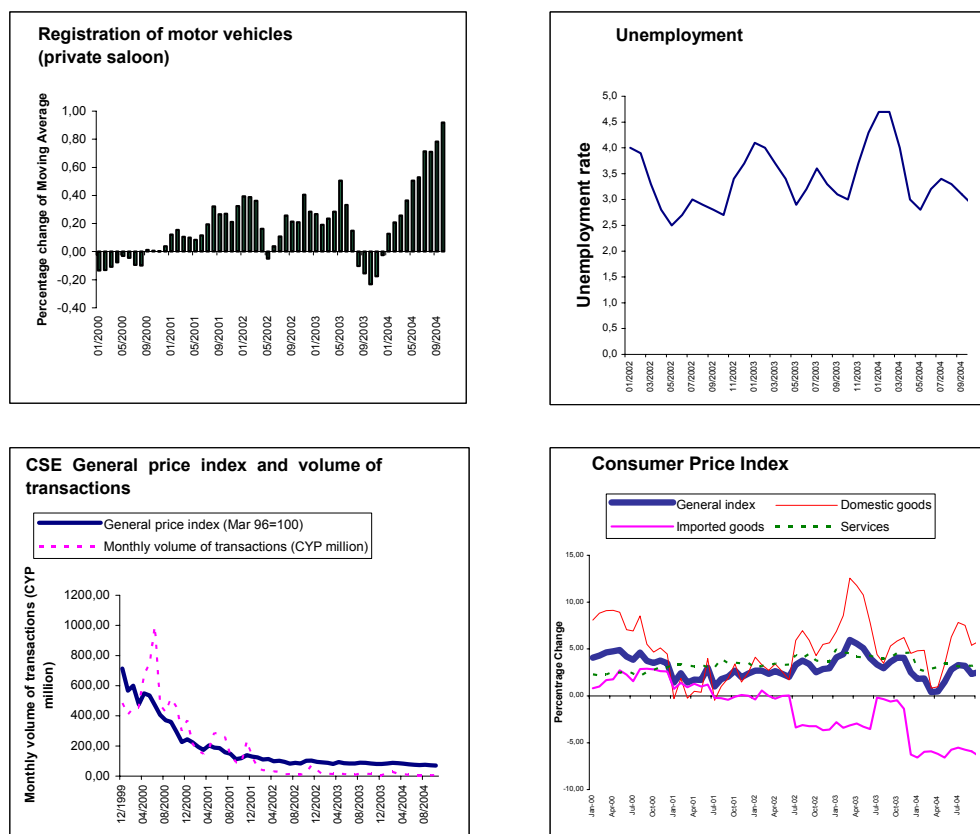 Registration of motor vehicles
(private saloon)
Percentage change of Moving Average
1,00
0,80
0,60
0,40
0,20
0,00
-0,20
-0,40
01/2000
05/2000
09/2000
01/2001
05/2001
09/2001
01/2002
05/2002
09/2002
01/2003
05/2003
09/2003
01/2004
05/2004
09/2004
Unemployment
Unemployment rate
5,0
4,5
4,0
3,5
3,0
2,5
2,0
1,5
1,0
0,5
0,0
01/2002
03/2002
05/2002
07/2002
09/2002
11/2002
01/2003
03/2003
05/2003
07/2003
09/2003
11/2003
01/2004
03/2004
05/2004
07/2004
09/2004
CSE General price index and volume of
transactions
General price index (Mar 96=100)
Monthly volume of transactions (CYP million)
Monthly volume of transactions (CYP
million)
1200,00
1000,00
800,00
600,00
400,00
200,00
0,00
12/1999
04/2000
08/2000
12/2000
04/2001
08/2001
12/2001
04/2002
08/2002
12/2002
04/2003
08/2003
12/2003
04/2004
08/2004
Consumer Price Index
General index
Domestic goods
Imported goods
Services
Percentrage Change
15,00
10,00
5,00
0,00
-5,00
-10,00
Jan-00
Apr-00
Jul-00
Oct-00
Jan-01
Apr-01
Jul-01
Oct-01
Jan-02
Apr-02
Jul-02
Oct-02
Jan-03
Apr-03
Jul-03
Oct-03
Jan-04
Apr-04
Jul-04